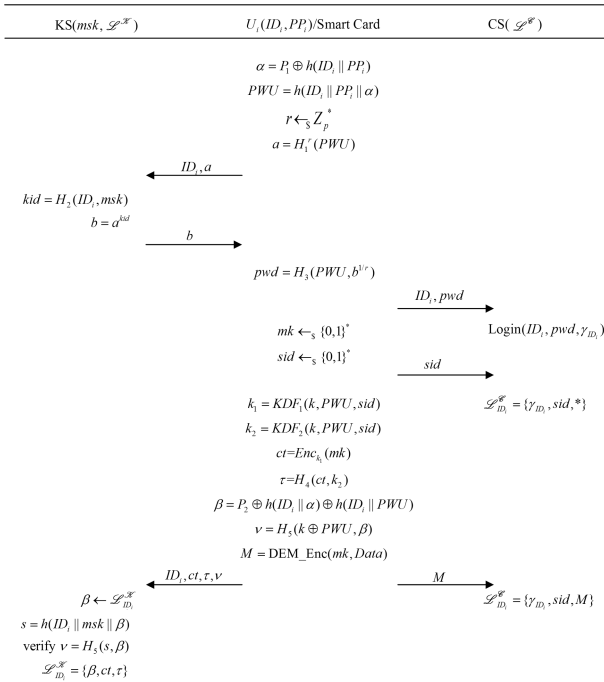 KS(msk, ℒ^𝒦) U_i(ID_i, PP_i)/Smart Card CS(ℒ^𝒞)
α = P_1 ⊕ h(ID_i || PP_i)
PWU = h(ID_i || PP_i || α)
r ←_$ Z_p^*
a = H_1^r(PWU)
ID_i, a
kid = H_2(ID_i, msk)
b = a^{kid}
b
pwd = H_3(PWU, b^{1/r})
ID_i, pwd
mk ←_$ {0,1}^* Login(ID_i, pwd, γ_{ID_i})
sid ←_$ {0,1}^*
sid
k_1 = KDF_1(k, PWU, sid) ℒ^𝒞_{ID_i} = {γ_{ID_i}, sid, *}
k_2 = KDF_2(k, PWU, sid)
ct=Enc_{k_1}(mk)
τ=H_4(ct, k_2)
β = P_2 ⊕ h(ID_i || α) ⊕ h(ID_i || PWU)
ν = H_5(k ⊕ PWU, β)
M = DEM_Enc(mk, Data)
ID_i, ct, τ, ν M
β ← ℒ^𝒦_{ID_i} ℒ^𝒞_{ID_i} = {γ_{ID_i}, sid, M}
s = h(ID_i || msk || β)
verify ν = H_5(s, β)
ℒ^𝒦_{ID_i} = {β, ct, τ}